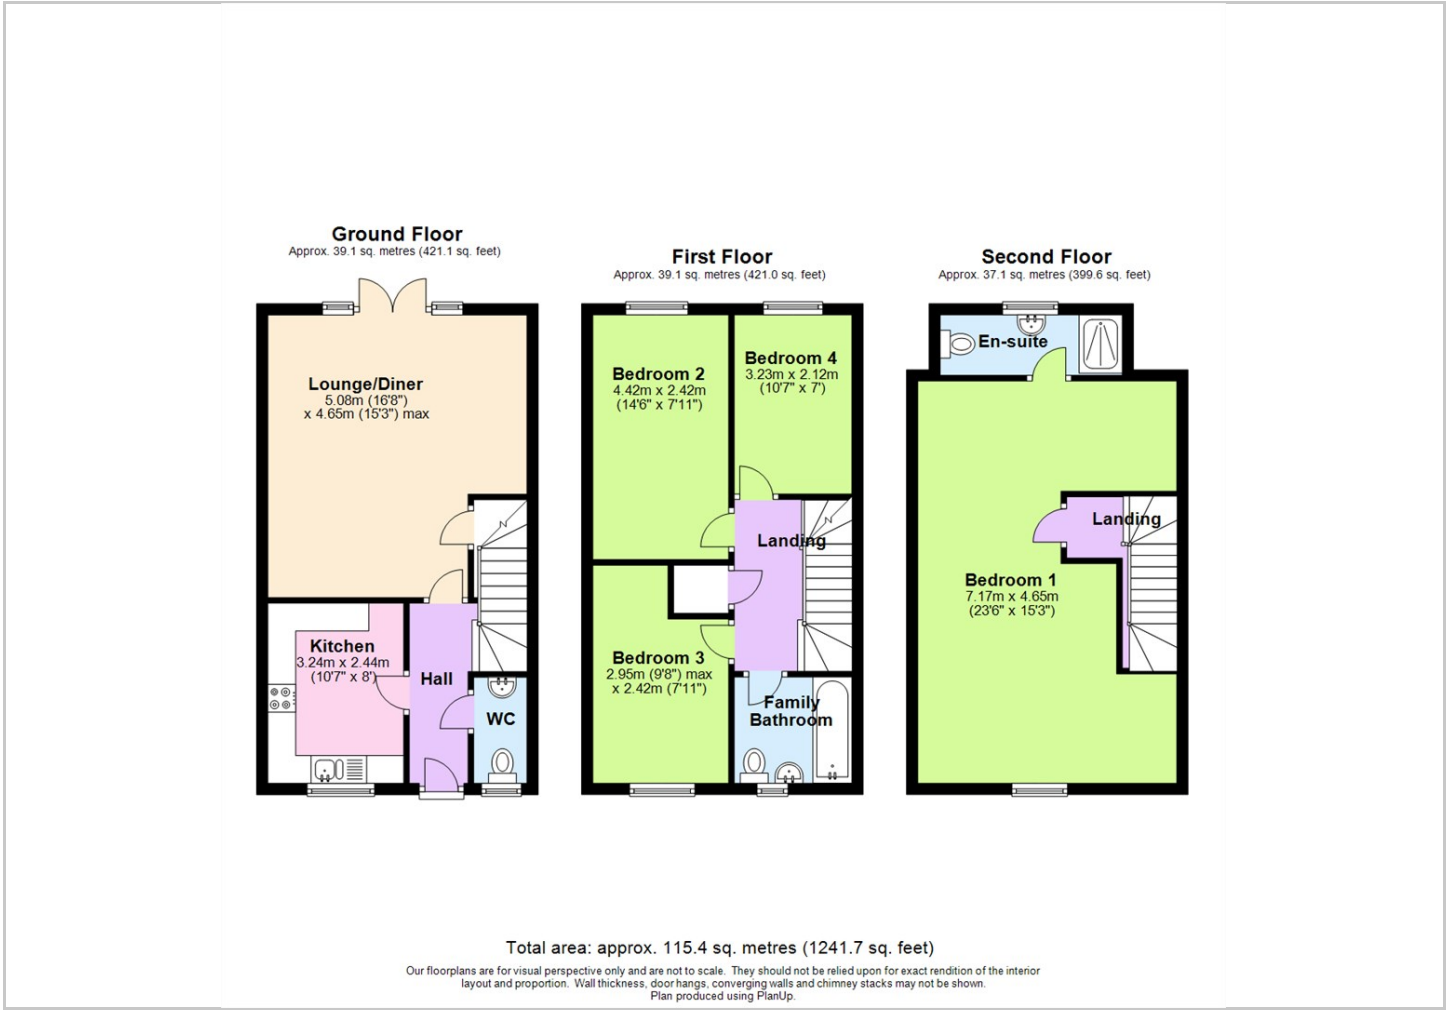 Ground Floor
Approx. 39.1 sq. metres (421.1 sq. feet)
Lounge/Diner
5.08m (16'8")
x 4.65m (15'3") max
Kitchen
3.24m x 2.44m
(10'7" x 8')
Hall
WC
First Floor
Approx. 39.1 sq. metres (421.0 sq. feet)
Bedroom 2
4.42m x 2.42m
(14'6" x 7'11")
Bedroom 4
3.23m x 2.12m
(10'7" x 7')
Landing
Bedroom 3
2.95m (9'8") max
x 2.42m (7'11")
Family
Bathroom
Second Floor
Approx. 37.1 sq. metres (399.6 sq. feet)
En-suite
Landing
Bedroom 1
7.17m x 4.65m
(23'6" x 15'3")
Total area: approx. 115.4 sq. metres (1241.7 sq. feet)
Our floorplans are for visual perspective only and are not to scale. They should not be relied upon for exact rendition of the interior
layout and proportion. Wall thickness, door hangs, converging walls and chimney stacks may not be shown.
Plan produced using PlanUp.